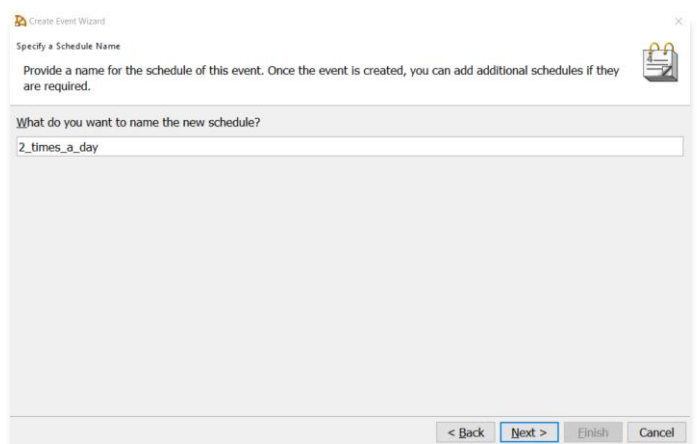 Create Event Wizard
Specify a Schedule Name
Provide a name for the schedule of this event. Once the event is created, you can add additional schedules if they
are required.
What do you want to name the new schedule?
2_times_a_day
< Back Next > Finish Cancel